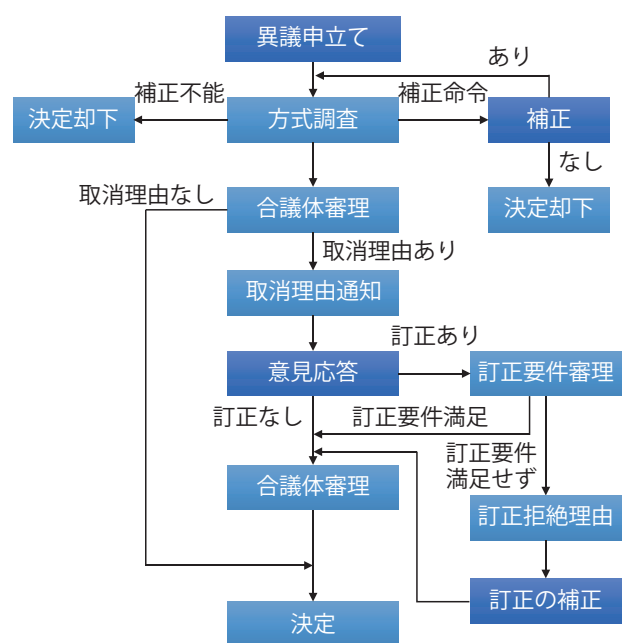 異議申立て
あり
補正不能
補正命令
決定却下
方式調査
補正
なし
取消理由なし
合議体審理
決定却下
取消理由あり
取消理由通知
訂正あり
意見応答
訂正要件審理
訂正なし
訂正要件満足
訂正要件
満足せず
合議体審理
訂正拒絶理由
訂正の補正
決定